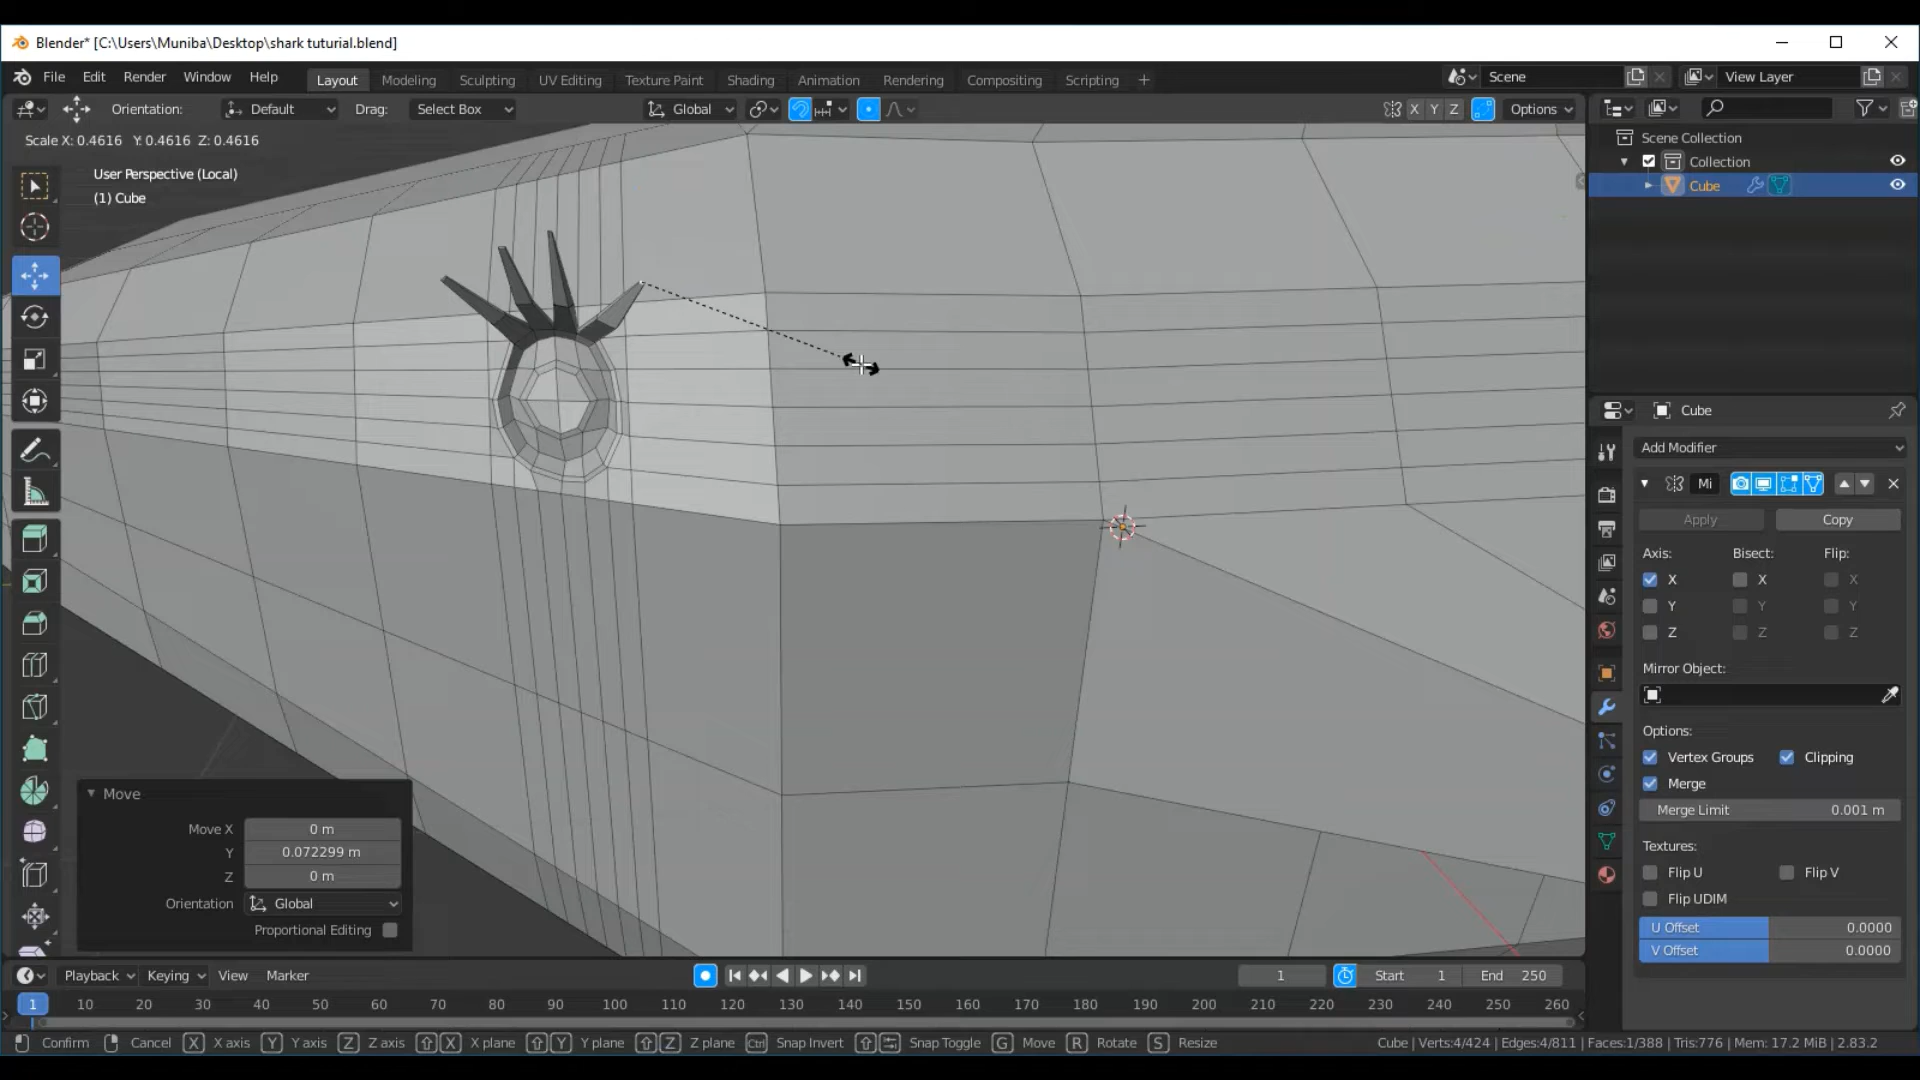 Blender* [C:\Users\Muniba\Desktop\shark tuturial.blend]
File Edit Render Window Help Layout Modeling Sculpting UV Editing Texture Paint Shading Animation Rendering Compositing Scripting + Scene View Layer
Orientation: Default Drag: Select Box Global X Y Z Options
Scale X: 0.4616 Y: 0.4616 Z: 0.4616
User Perspective (Local)
(1) Cube
Scene Collection
Collection
Cube
Cube
Add Modifier
Mi
Apply Copy
Axis: Bisect: Flip:
X X X
Y Y Y
Z Z Z
Mirror Object:
Options:
Vertex Groups Clipping
Merge
Merge Limit 0.001 m
Textures:
Flip U Flip V
Flip UDIM
U Offset 0.0000
V Offset 0.0000
Move
Move X 0 m
Y 0.072299 m
Z 0 m
Orientation Global
Proportional Editing
Playback Keying View Marker 1 Start 1 End 250
1 10 20 30 40 50 60 70 80 90 100 110 120 130 140 150 160 170 180 190 200 210 220 230 240 250 260
Confirm Cancel X X axis Y Y axis Z Z axis X X plane Y Y plane Z Z plane Ctrl Snap Invert Snap Toggle G Move R Rotate S Resize Cube | Verts:4/424 | Edges:4/811 | Faces:1/388 | Tris:776 | Mem: 17.2 MiB | 2.83.2